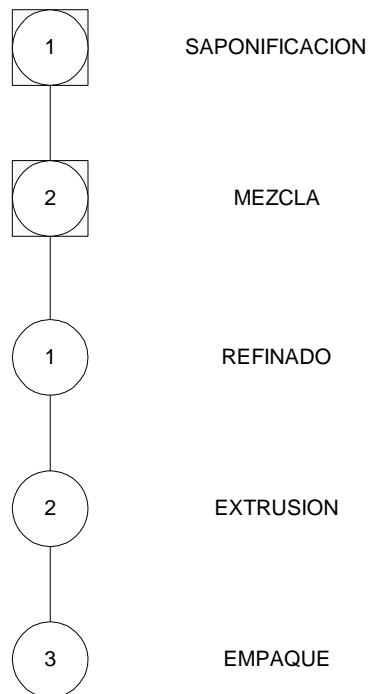 1 SAPONIFICACION
2 MEZCLA
1 REFINADO
2 EXTRUSION
3 EMPAQUE